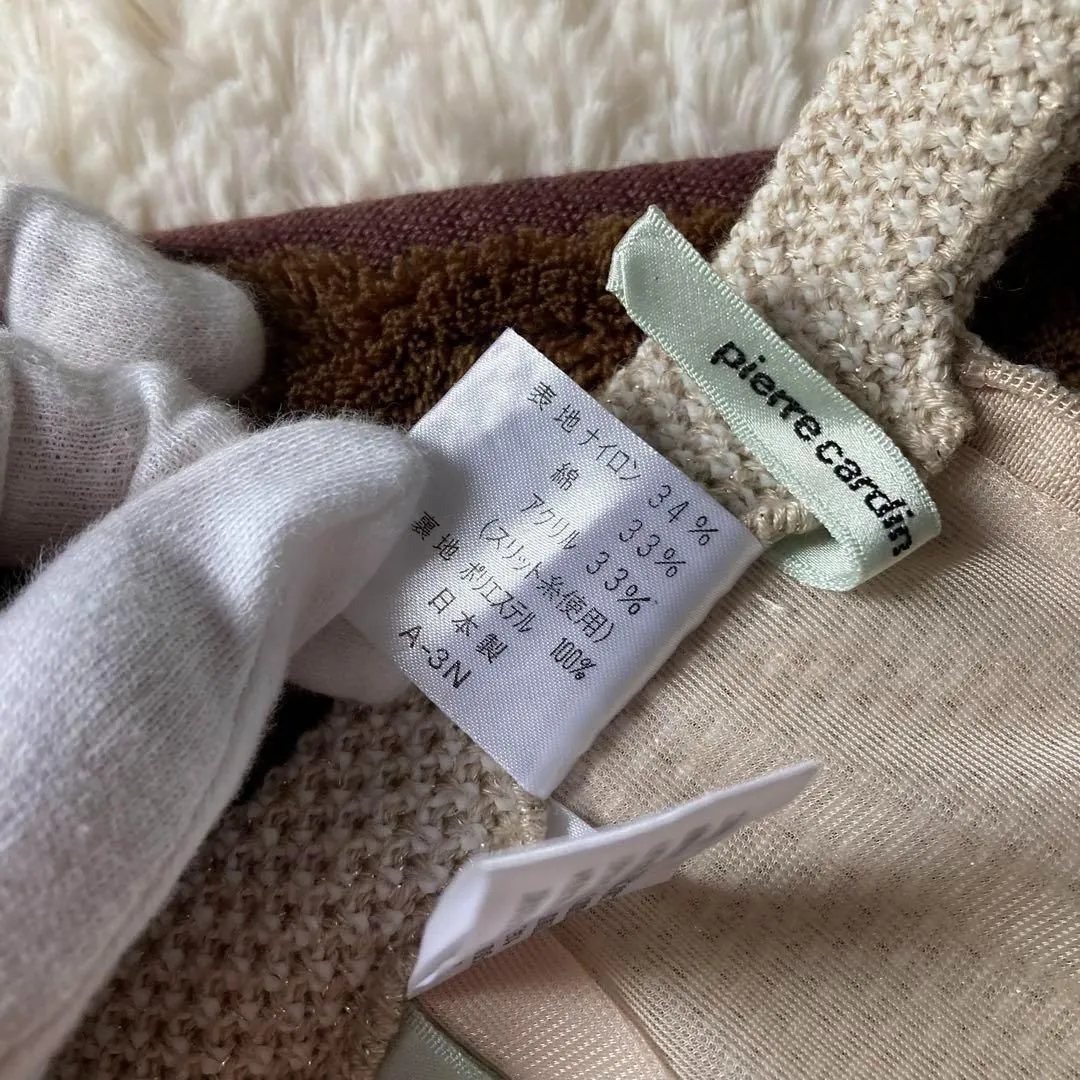 pierre cardin
表地 ナイロン 34%
綿 33%
アクリル 33%
(スリット糸使用)
裏地 ポリエステル 100%
日本製
A-3N